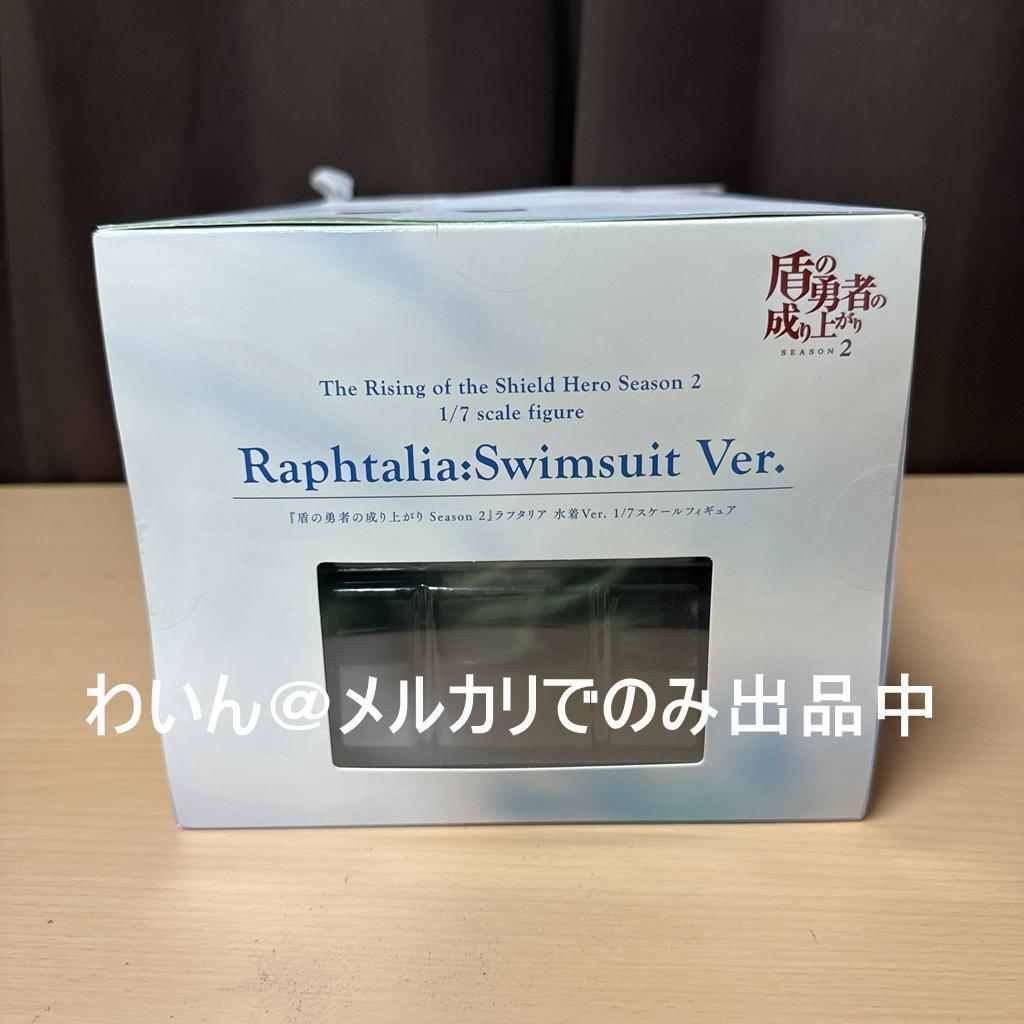 盾の勇者の
成り上がり
SEASON 2
The Rising of the Shield Hero Season 2
1/7 scale figure
Raphtalia:Swimsuit Ver.
『盾の勇者の成り上がり Season 2』ラフタリア 水着Ver. 1/7スケールフィギュア
わいん@メルカリでのみ出品中